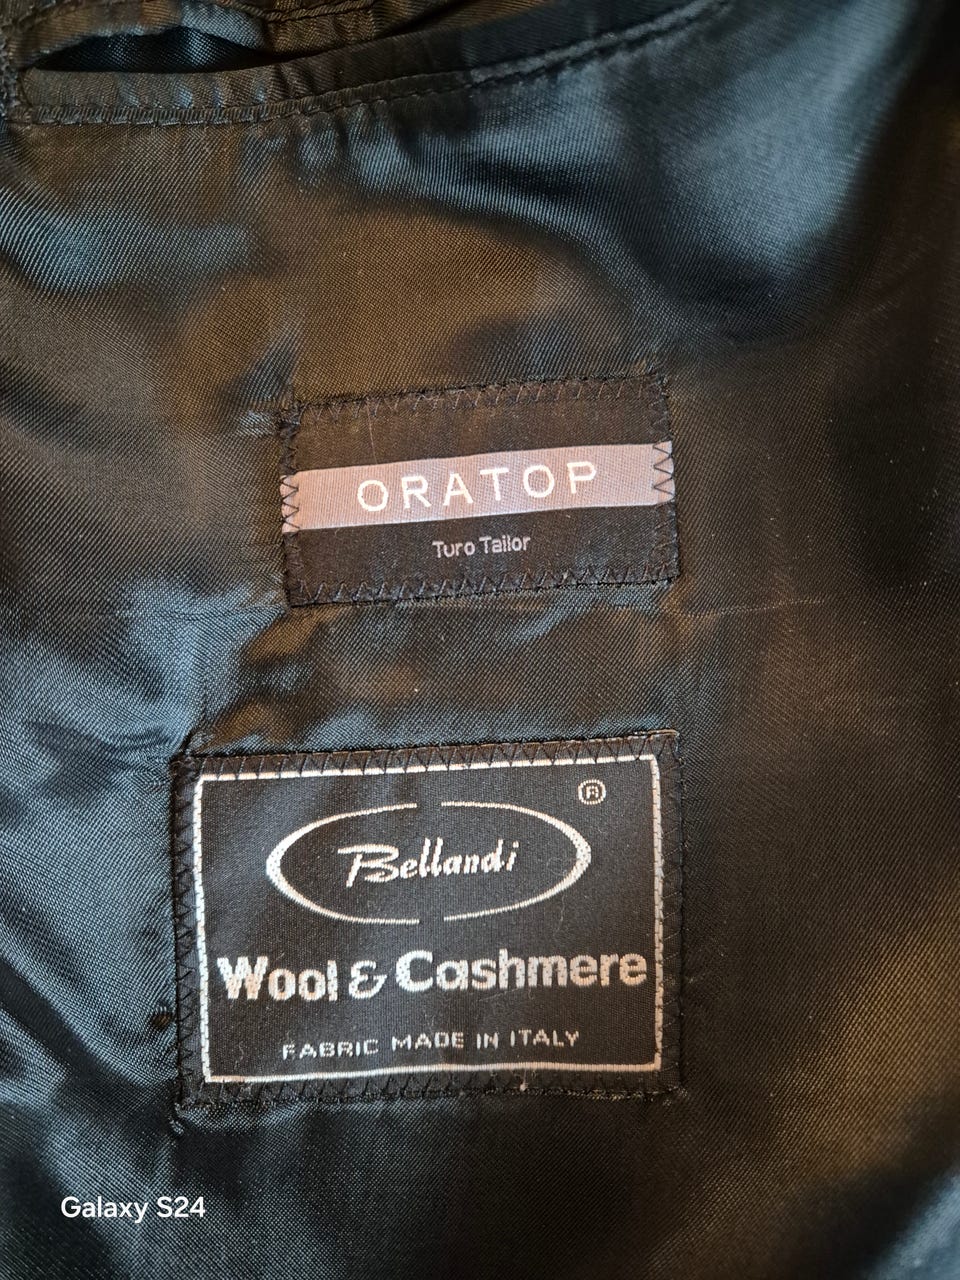 ORATOP
Turo Tailor
®
Bellandi
Wool & Cashmere
FABRIC MADE IN ITALY
Galaxy S24